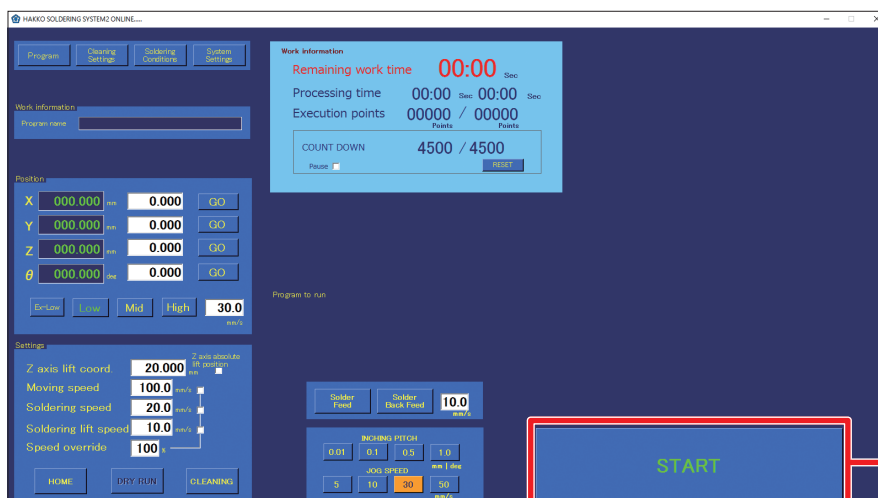 HAKKO SOLDERING SYSTEM2 ONLINE.....
Program
Cleaning Settings
Soldering Conditions
System Settings
Work information
Program name
Work information
Remaining work time 00:00 Sec
Processing time 00:00 Sec 00:00 Sec
Execution points 00000 / 00000
Points Points
COUNT DOWN 4500 / 4500
Pause RESET
Position
X 000.000 mm 0.000 GO
Y 000.000 mm 0.000 GO
Z 000.000 mm 0.000 GO
θ 000.000 deg 0.000 GO
Ex-Low Low Mid High 30.0
mm/s
Program to run
Settings
Z axis absolute
lift position
Z axis lift coord. 20.000 mm
Moving speed 100.0 mm/s
Soldering speed 20.0 mm/s
Soldering lift speed 10.0 mm/s
Speed override 100 %
HOME DRY RUN CLEANING
Solder Feed
Solder Back Feed
10.0
mm/s
INCHING PITCH
0.01 0.1 0.5 1.0
mm | deg
JOG SPEED
5 10 30 50
mm/s
START